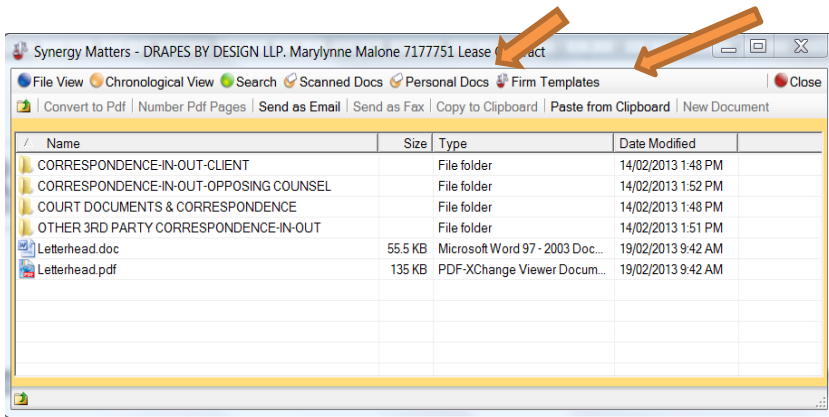 Synergy Matters - DRAPES BY DESIGN LLP. Marylynne Malone 7177751 Lease
File View Chronological View Search Scanned Docs Personal Docs Firm Templates Close
Convert to Pdf Number Pdf Pages Send as Email Send as Fax Copy to Clipboard Paste from Clipboard New Document
Name Size Type Date Modified
CORRESPONDENCE-IN-OUT-CLIENT File folder 14/02/2013 1:48 PM
CORRESPONDENCE-IN-OUT-OPPOSING COUNSEL File folder 14/02/2013 1:52 PM
COURT DOCUMENTS & CORRESPONDENCE File folder 14/02/2013 1:48 PM
OTHER 3RD PARTY CORRESPONDENCE-IN-OUT File folder 14/02/2013 1:51 PM
Letterhead.doc 55.5 KB Microsoft Word 97 - 2003 Doc... 19/02/2013 9:42 AM
Letterhead.pdf 135 KB PDF-XChange Viewer Docum... 19/02/2013 9:42 AM